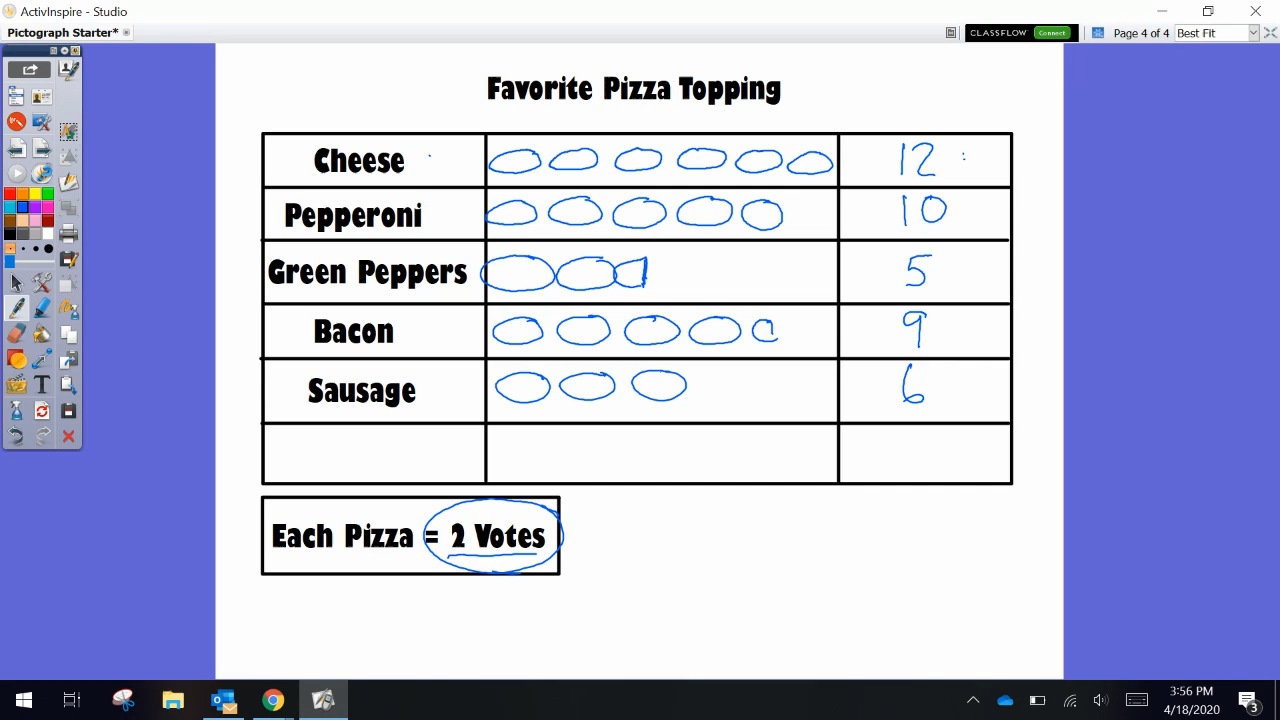 ActivInspire - Studio
Pictograph Starter*
CLASSFLOW Connect
Page 4 of 4
Best Fit
Favorite Pizza Topping
Cheese 12
Pepperoni 10
Green Peppers 5
Bacon 9
Sausage 6
Each Pizza = 2 Votes
3:56 PM
4/18/2020
3